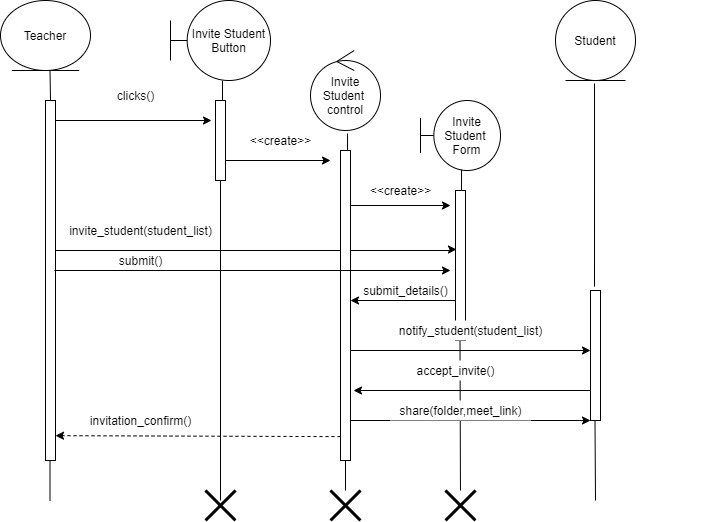 Teacher
Invite Student
Button
Student
Invite
Student
control
clicks()
Invite
Student
Form
<<create>>
<<create>>
invite_student(student_list)
submit()
submit_details()
notify_student(student_list)
accept_invite()
share(folder,meet_link)
invitation_confirm()